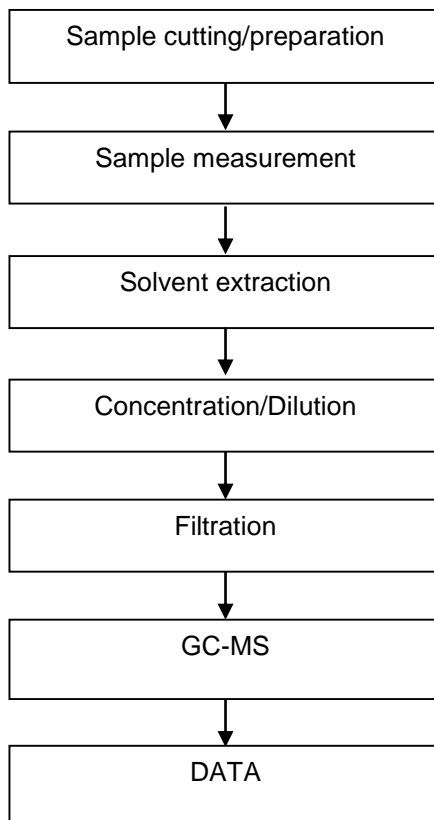 Sample cutting/preparation
Sample measurement
Solvent extraction
Concentration/Dilution
Filtration
GC-MS
DATA